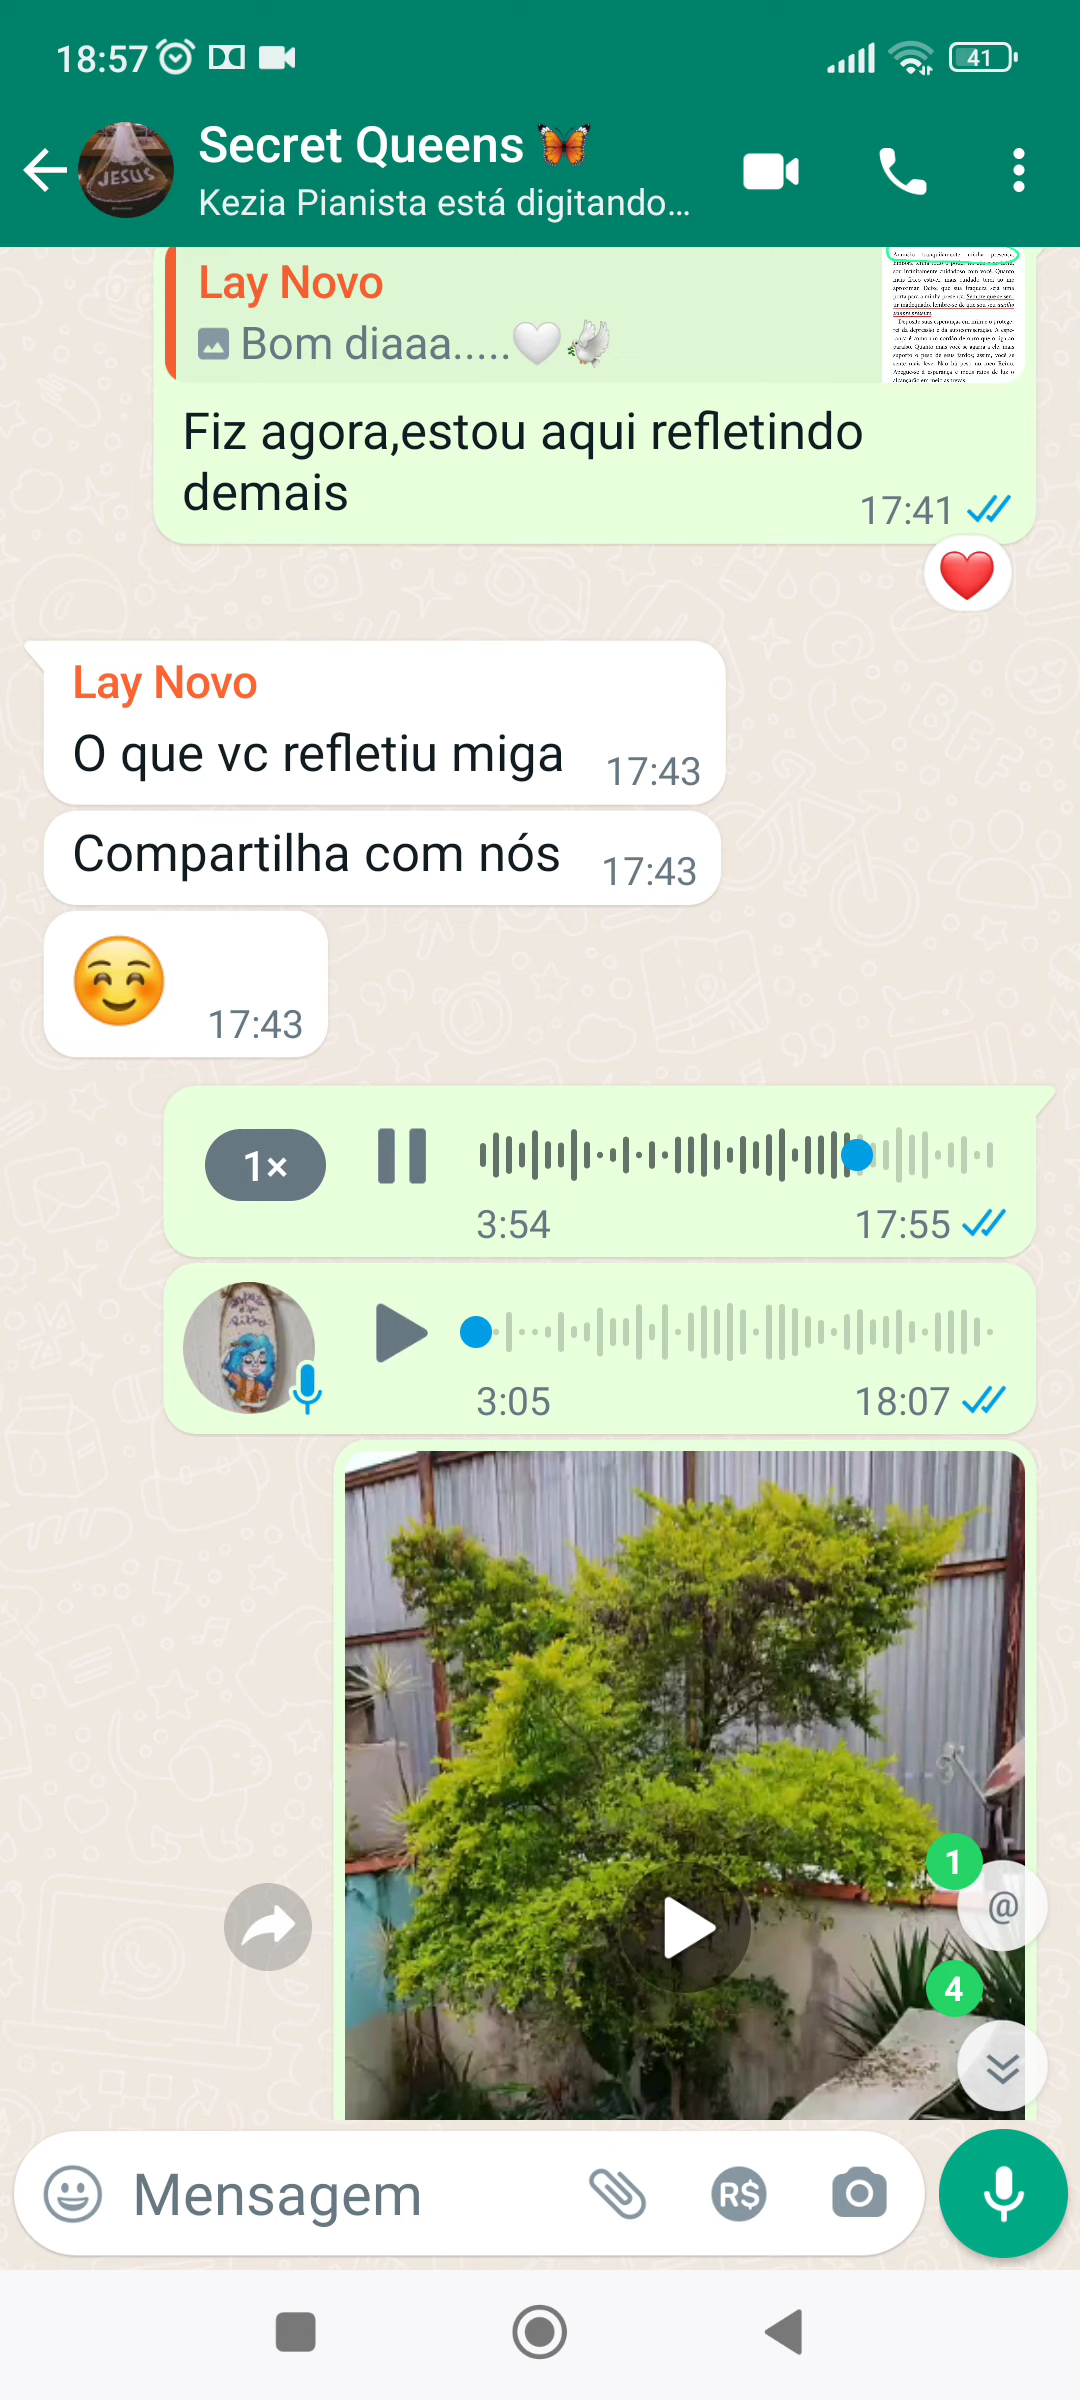 18:57
41
JESUS
Secret Queens
Kezia Pianista está digitando...
Lay Novo
Bom diaaa.....
Fiz agora,estou aqui refletindo
demais
17:41
Lay Novo
O que vc refletiu miga 17:43
Compartilha com nós 17:43
17:43
1×
3:54 17:55
3:05 18:07
1
@
4
Mensagem
R$